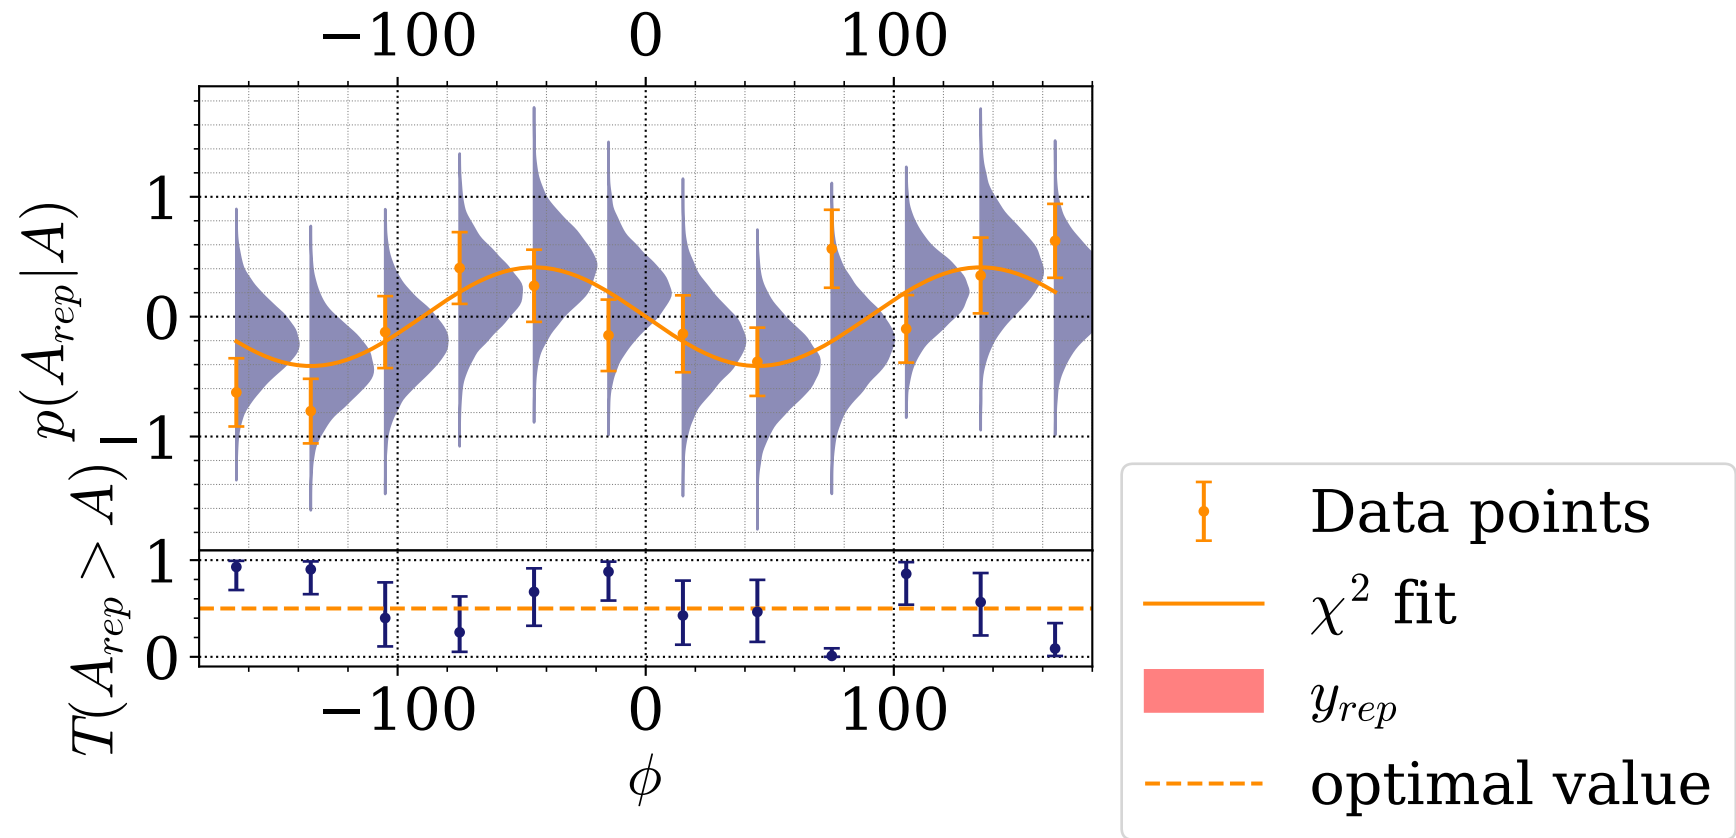 −100 0 100
p(A_rep|A)
1
0
−1
T(A_rep > A)
1
0
−100 0 100
ϕ
Data points
χ² fit
y_rep
optimal value